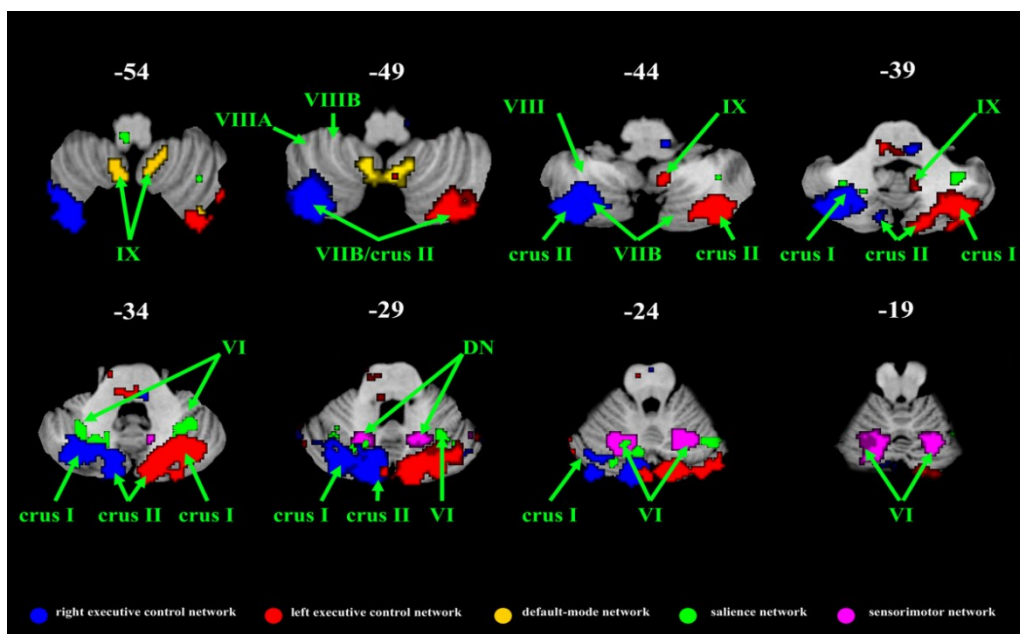 -54 -49 -44 -39
VIIIB VIII IX IX
VIIIA
IX VIIB/crus II crus II VIIB crus II crus I crus II crus I
-34 -29 -24 -19
VI DN
crus I crus II crus I crus I crus II VI crus I VI VI
right executive control network left executive control network default-mode network salience network sensorimotor network